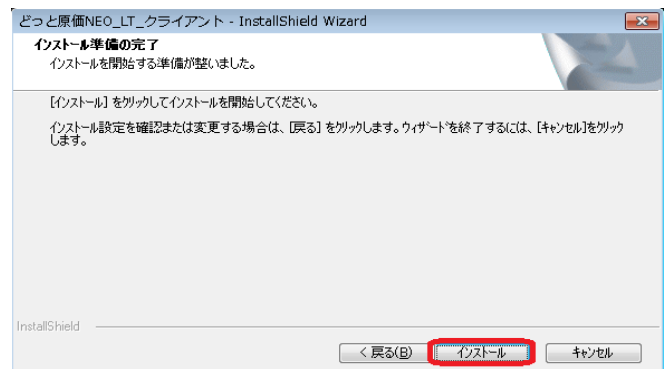 どっと原価NEO_LT_クライアント - InstallShield Wizard
インストール準備の完了
インストールを開始する準備が整いました。
[インストール] をクリックしてインストールを開始してください。
インストール設定を確認または変更する場合は、[戻る] をクリックします。ウィザードを終了するには、[キャンセル]をクリック
します。
InstallShield
< 戻る(B)
インストール
キャンセル